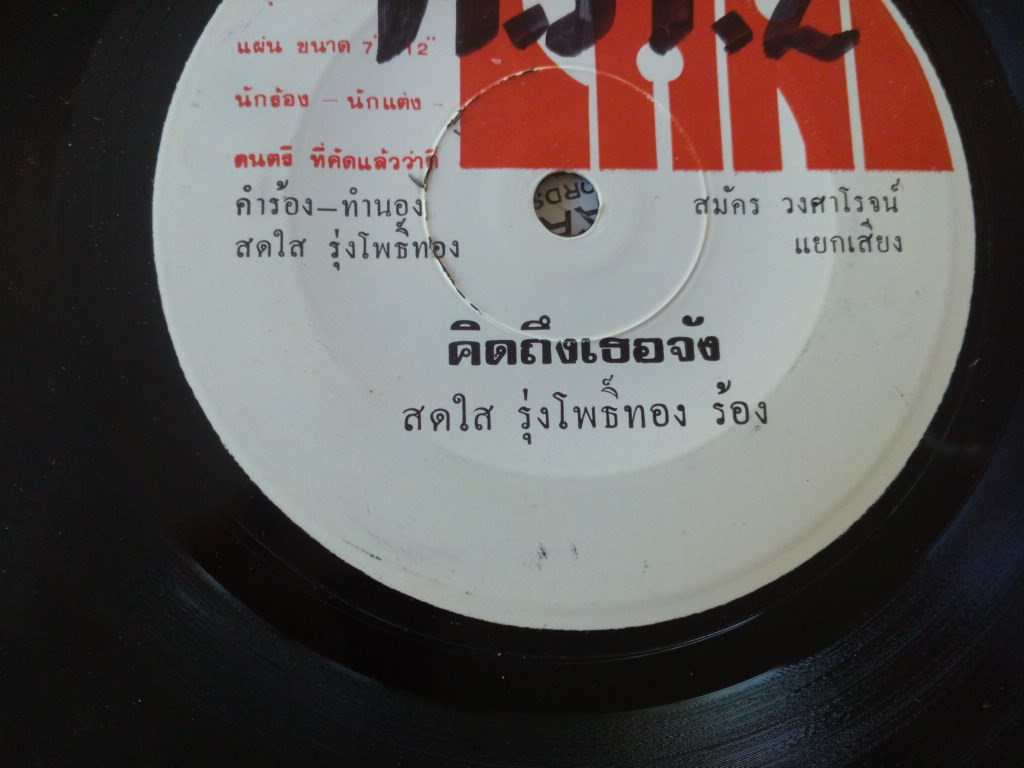 แผ่น ขนาด 7" 12"
นักร้อง - นักแต่ง -
ดนตรี ที่คัดแล้วว่าดี
คำร้อง-ทำนอง
สดใส รุ่งโพธิ์ทอง
สมัคร วงศาโรจน์
แยกเสียง
คิดถึงเธอจัง
สดใส รุ่งโพธิ์ทอง ร้อง